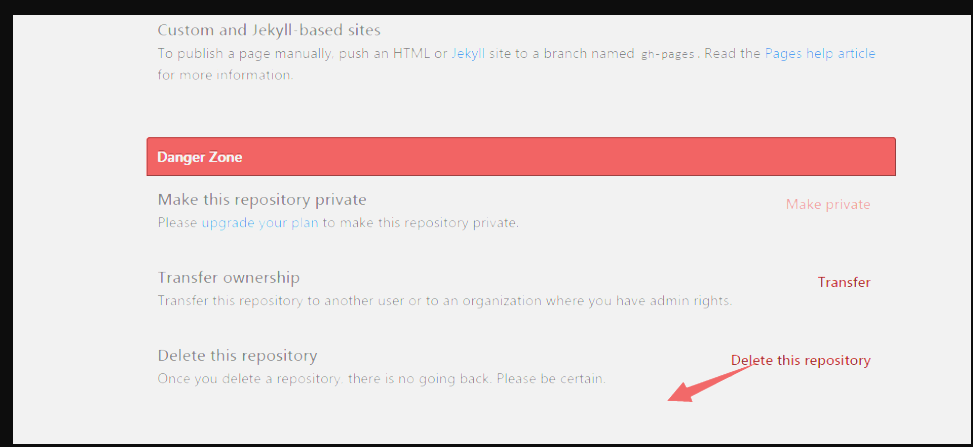 Custom and Jekyll-based sites
To publish a page manually, push an HTML or Jekyll site to a branch named gh-pages. Read the Pages help article
for more information.
Danger Zone
Make this repository private
Make private
Please upgrade your plan to make this repository private.
Transfer ownership
Transfer
Transfer this repository to another user or to an organization where you have admin rights.
Delete this repository
Delete this repository
Once you delete a repository, there is no going back. Please be certain.